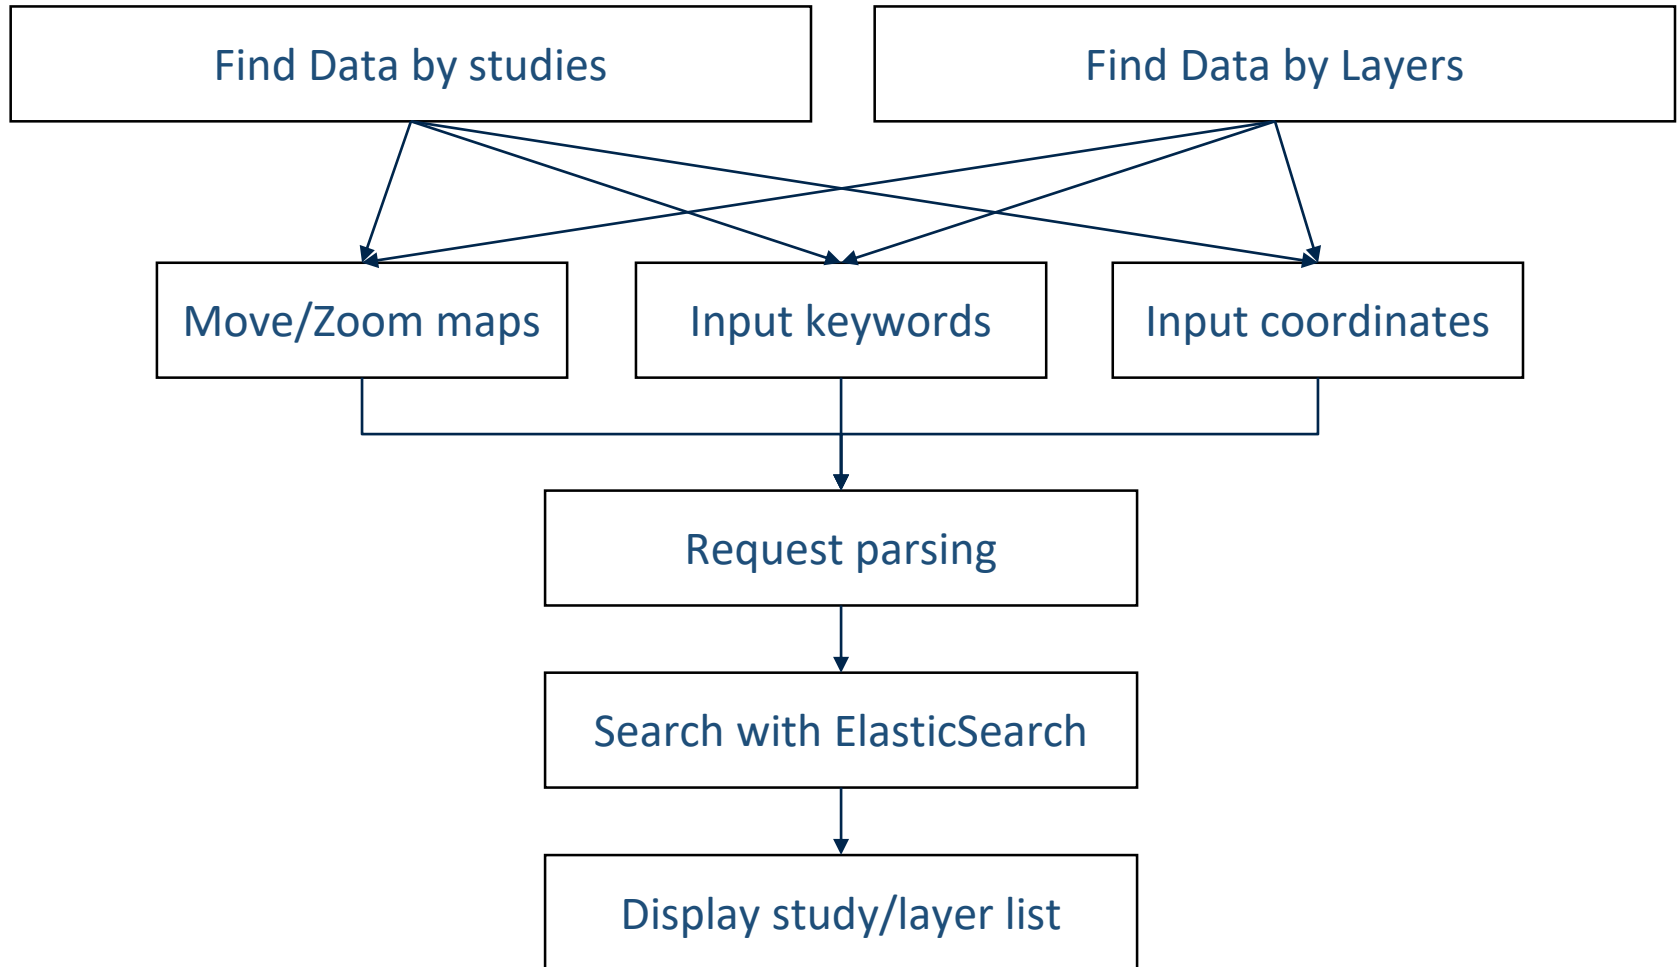 Find Data by studies
Find Data by Layers
Move/Zoom maps
Input keywords
Input coordinates
Request parsing
Search with ElasticSearch
Display study/layer list